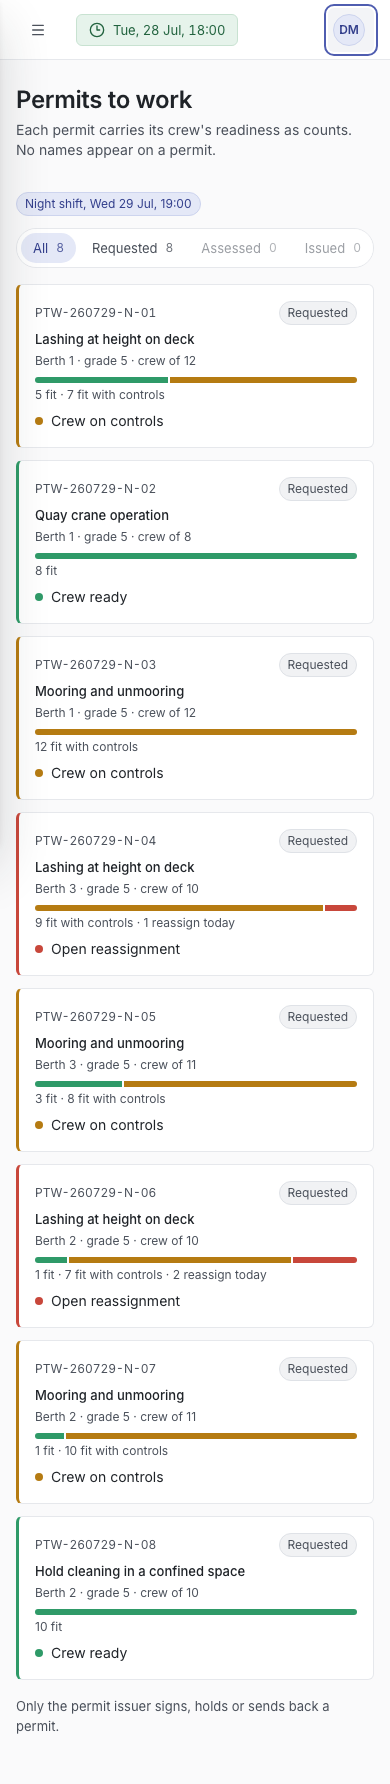 Tue, 28 Jul, 18:00
DM
Permits to work
Each permit carries its crew's readiness as counts.
No names appear on a permit.
Night shift, Wed 29 Jul, 19:00
All 8 Requested 8 Assessed 0 Issued 0
PTW-260729-N-01 Requested
Lashing at height on deck
Berth 1 · grade 5 · crew of 12
5 fit · 7 fit with controls
Crew on controls
PTW-260729-N-02 Requested
Quay crane operation
Berth 1 · grade 5 · crew of 8
8 fit
Crew ready
PTW-260729-N-03 Requested
Mooring and unmooring
Berth 1 · grade 5 · crew of 12
12 fit with controls
Crew on controls
PTW-260729-N-04 Requested
Lashing at height on deck
Berth 3 · grade 5 · crew of 10
9 fit with controls · 1 reassign today
Open reassignment
PTW-260729-N-05 Requested
Mooring and unmooring
Berth 3 · grade 5 · crew of 11
3 fit · 8 fit with controls
Crew on controls
PTW-260729-N-06 Requested
Lashing at height on deck
Berth 2 · grade 5 · crew of 10
1 fit · 7 fit with controls · 2 reassign today
Open reassignment
PTW-260729-N-07 Requested
Mooring and unmooring
Berth 2 · grade 5 · crew of 11
1 fit · 10 fit with controls
Crew on controls
PTW-260729-N-08 Requested
Hold cleaning in a confined space
Berth 2 · grade 5 · crew of 10
10 fit
Crew ready
Only the permit issuer signs, holds or sends back a
permit.